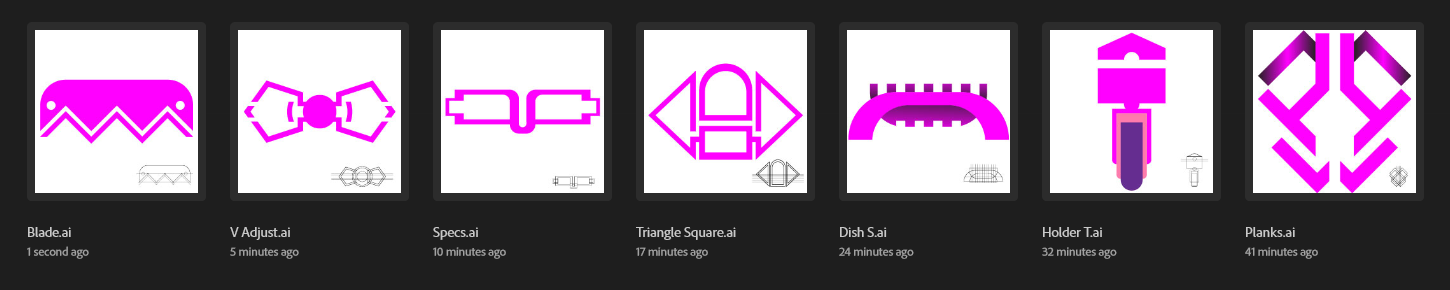 Blade.ai
1 second ago
V Adjust.ai
5 minutes ago
Specs.ai
10 minutes ago
Triangle Square.ai
17 minutes ago
Dish S.ai
24 minutes ago
Holder T.ai
32 minutes ago
Planks.ai
41 minutes ago